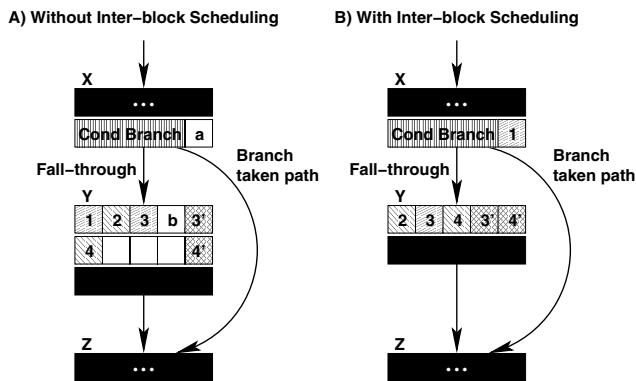 A) Without Inter-block Scheduling
X
...
Cond Branch a
Fall-through
Branch
taken path
Y
1 2 3 b 3'
4 4'
Z
...
B) With Inter-block Scheduling
X
...
Cond Branch 1
Fall-through
Branch
taken path
Y
2 3 4 3' 4'
Z
...